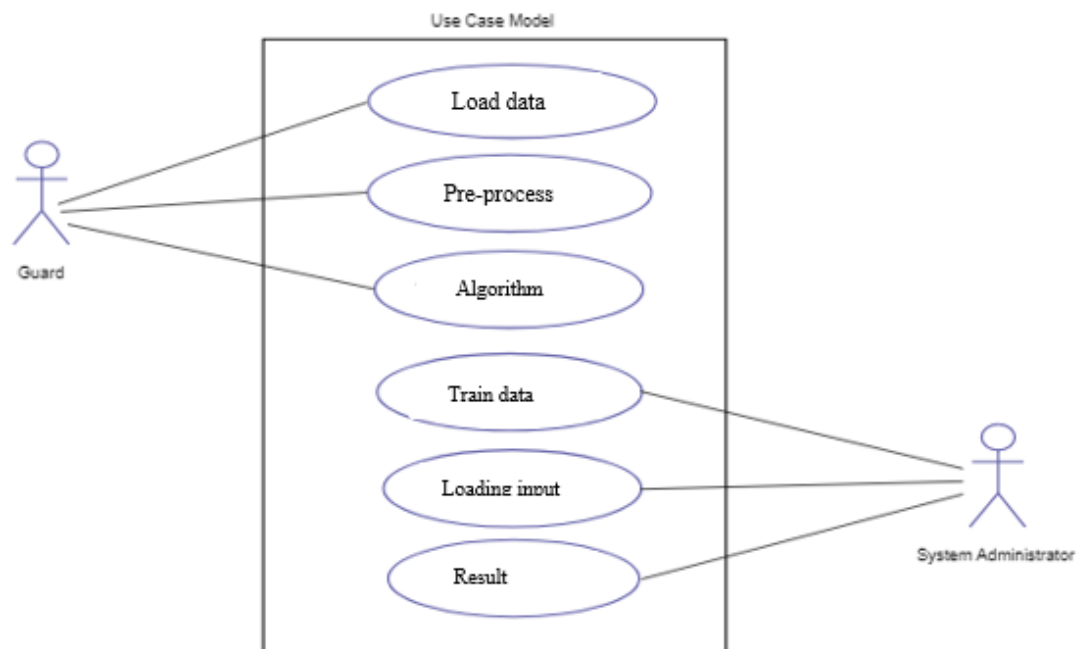 Use Case Model
Load data
Pre-process
Guard
Algorithm
Train data
Loading input
System Administrator
Result